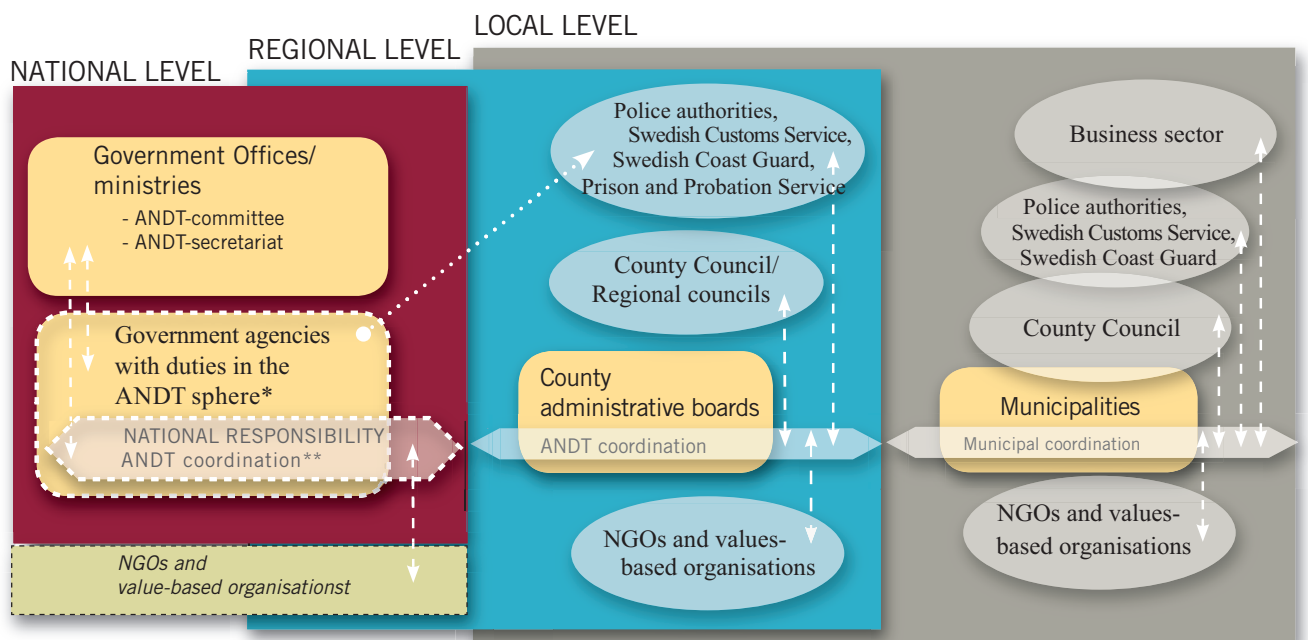 NATIONAL LEVEL
Government Offices/
ministries
- ANDT-committee
- ANDT-secretariat
Government agencies
with duties in the
ANDT sphere*
NATIONAL RESPONSIBILITY
ANDT coordination**
NGOs and
value-based organisationst
REGIONAL LEVEL
Police authorities,
Swedish Customs Service,
Swedish Coast Guard,
Prison and Probation Service
County Council/
Regional councils
County
administrative boards
ANDT coordination
NGOs and values-
based organisations
LOCAL LEVEL
Business sector
Police authorities,
Swedish Customs Service,
Swedish Coast Guard
County Council
Municipalities
Municipal coordination
NGOs and values-
based organisations